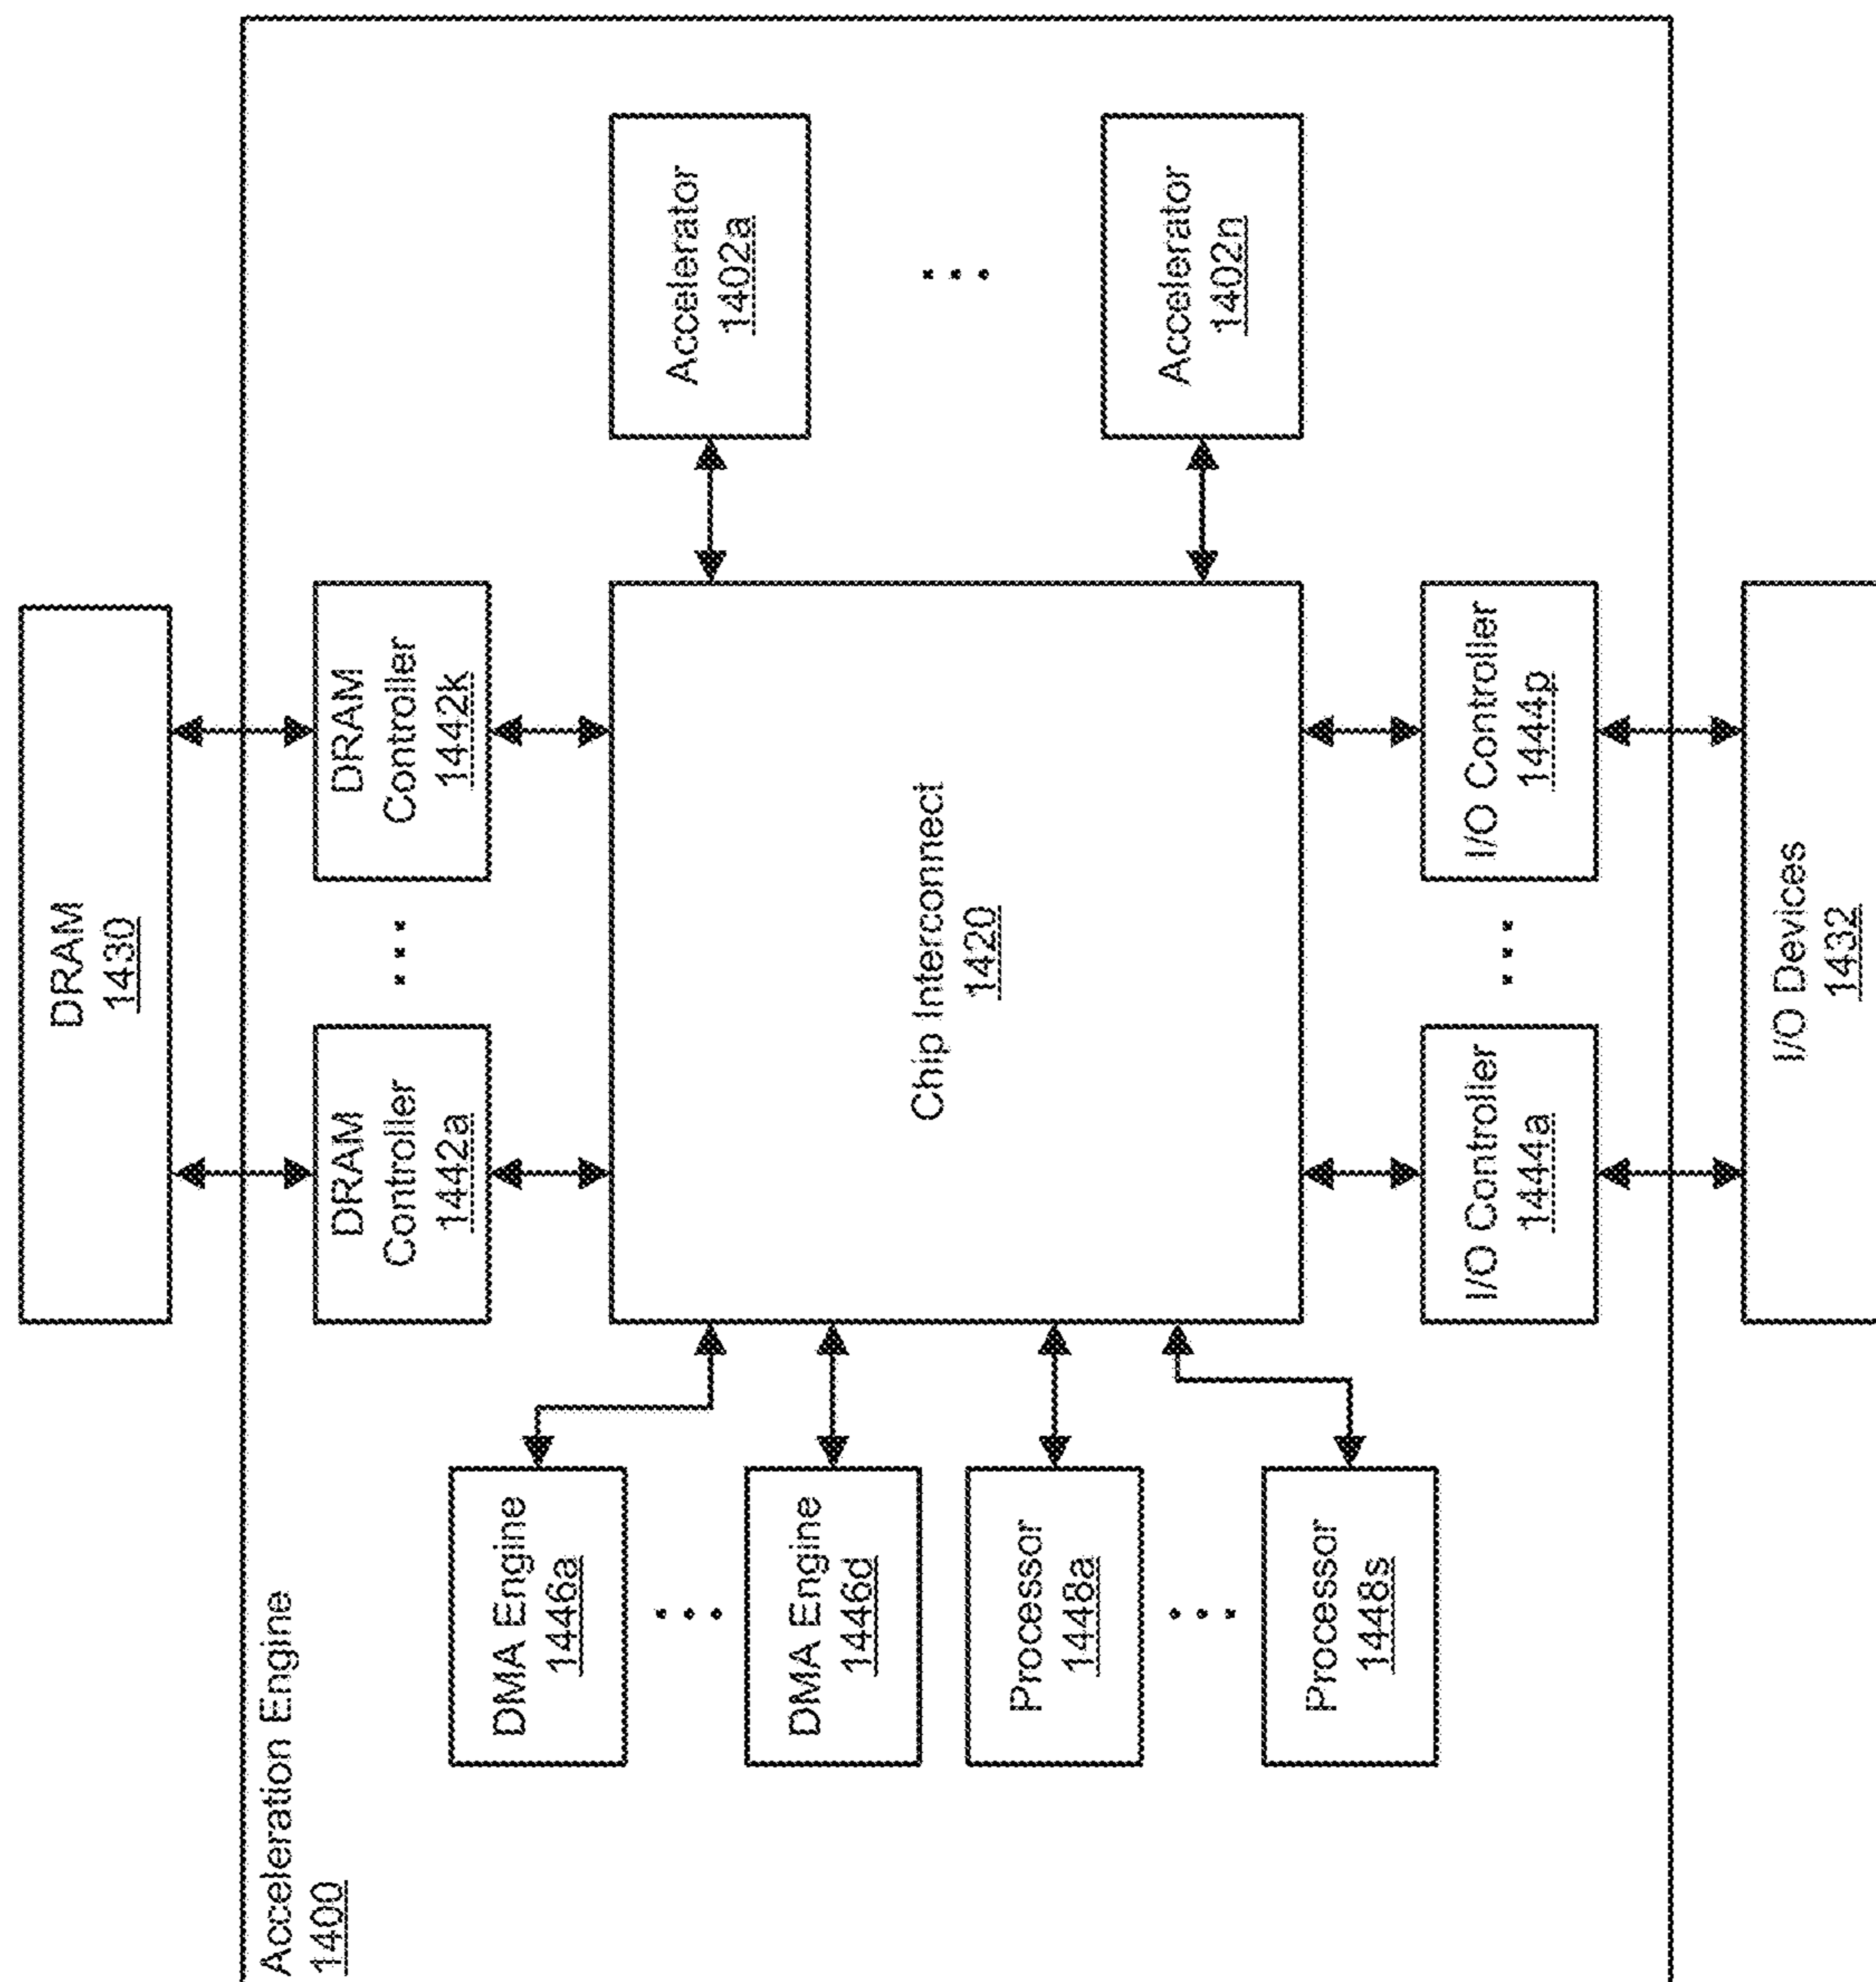 Acceleration Engine
1400
DRAM
1430
DRAM
Controller
1442a
...
DRAM
Controller
1442k
DMA Engine
1446a
...
DMA Engine
1446d
Processor
1448a
...
Processor
1448s
Chip Interconnect
1420
Accelerator
1402a
...
Accelerator
1402n
I/O Controller
1444a
...
I/O Controller
1444p
I/O Devices
1432